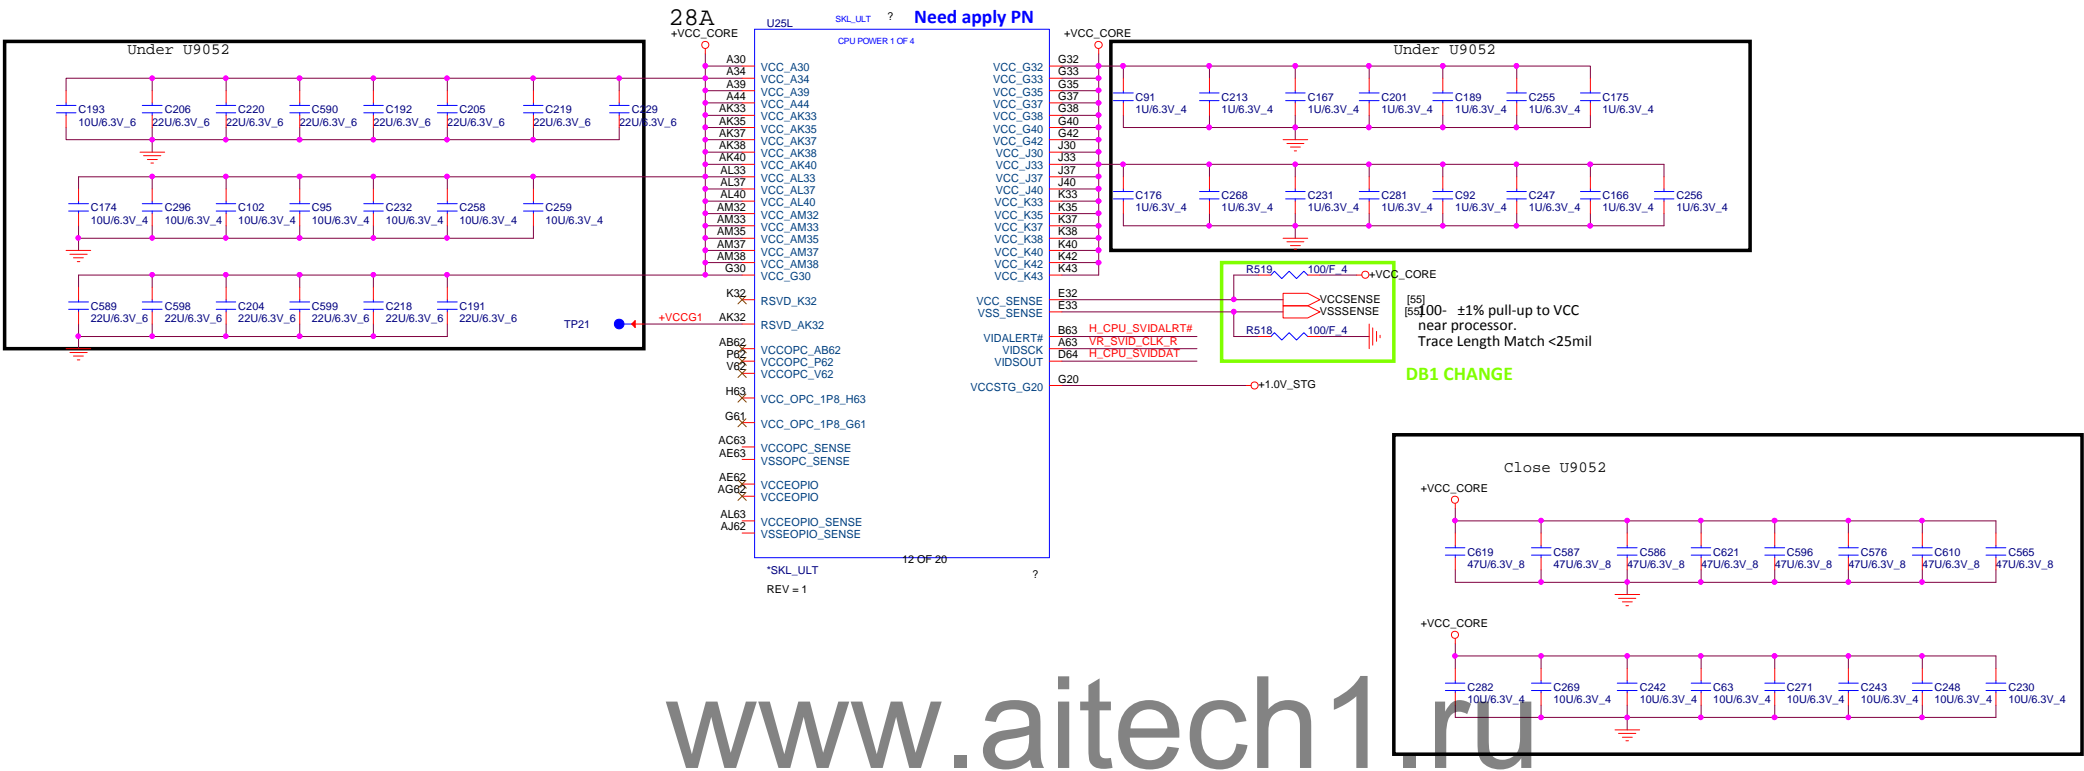 28A
+VCC_CORE
U25L
SKL_ULT
?
Need apply PN
CPU POWER 1 OF 4
+VCC_CORE
Under U9052
C193
10U/6.3V_6
C206
22U/6.3V_6
C220
22U/6.3V_6
C590
22U/6.3V_6
C192
22U/6.3V_6
C205
22U/6.3V_6
C219
22U/6.3V_6
C229
22U/6.3V_6
C174
10U/6.3V_4
C296
10U/6.3V_4
C102
10U/6.3V_4
C95
10U/6.3V_4
C232
10U/6.3V_4
C258
10U/6.3V_4
C259
10U/6.3V_4
C589
22U/6.3V_6
C598
22U/6.3V_6
C204
22U/6.3V_6
C599
22U/6.3V_6
C218
22U/6.3V_6
C191
22U/6.3V_6
TP21
+VCCG1
A30 VCC_A30
A34 VCC_A34
A39 VCC_A39
A44 VCC_A44
AK33 VCC_AK33
AK35 VCC_AK35
AK37 VCC_AK37
AK38 VCC_AK38
AK40 VCC_AK40
AL33 VCC_AL33
AL37 VCC_AL37
AL40 VCC_AL40
AM32 VCC_AM32
AM33 VCC_AM33
AM35 VCC_AM35
AM37 VCC_AM37
AM38 VCC_AM38
G30 VCC_G30
K32 RSVD_K32
AK32 RSVD_AK32
AB62 VCCOPC_AB62
P62 VCCOPC_P62
V62 VCCOPC_V62
H63 VCC_OPC_1P8_H63
G61 VCC_OPC_1P8_G61
AC63 VCCOPC_SENSE
AE63 VSSOPC_SENSE
AE62 VCCEOPIO
AG62 VCCEOPIO
AL63 VCCEOPIO_SENSE
AJ62 VSSEOPIO_SENSE
VCC_G32 G32
VCC_G33 G33
VCC_G35 G35
VCC_G37 G37
VCC_G38 G38
VCC_G40 G40
VCC_G42 G42
VCC_J30 J30
VCC_J33 J33
VCC_J37 J37
VCC_J40 J40
VCC_K33 K33
VCC_K35 K35
VCC_K37 K37
VCC_K38 K38
VCC_K40 K40
VCC_K42 K42
VCC_K43 K43
VCC_SENSE E32
VSS_SENSE E33
VIDALERT# B63 H_CPU_SVIDALRT#
VIDSCK A63 VR_SVID_CLK_R
VIDSOUT D64 H_CPU_SVIDDAT
VCCSTG_G20 G20
+1.0V_STG
12 OF 20
*SKL_ULT
?
REV = 1
Under U9052
C91
1U/6.3V_4
C213
1U/6.3V_4
C167
1U/6.3V_4
C201
1U/6.3V_4
C189
1U/6.3V_4
C255
1U/6.3V_4
C175
1U/6.3V_4
C176
1U/6.3V_4
C268
1U/6.3V_4
C231
1U/6.3V_4
C281
1U/6.3V_4
C92
1U/6.3V_4
C247
1U/6.3V_4
C166
1U/6.3V_4
C256
1U/6.3V_4
R519 100/F_4 +VCC_CORE
VCCSENSE [55]
VSSSENSE [55]
R518 100/F_4
100- ±1% pull-up to VCC
near processor.
Trace Length Match <25mil
DB1 CHANGE
Close U9052
+VCC_CORE
C619
47U/6.3V_8
C587
47U/6.3V_8
C586
47U/6.3V_8
C621
47U/6.3V_8
C596
47U/6.3V_8
C576
47U/6.3V_8
C610
47U/6.3V_8
C565
47U/6.3V_8
+VCC_CORE
C282
10U/6.3V_4
C269
10U/6.3V_4
C242
10U/6.3V_4
C63
10U/6.3V_4
C271
10U/6.3V_4
C243
10U/6.3V_4
C248
10U/6.3V_4
C230
10U/6.3V_4
www.aitech1.ru